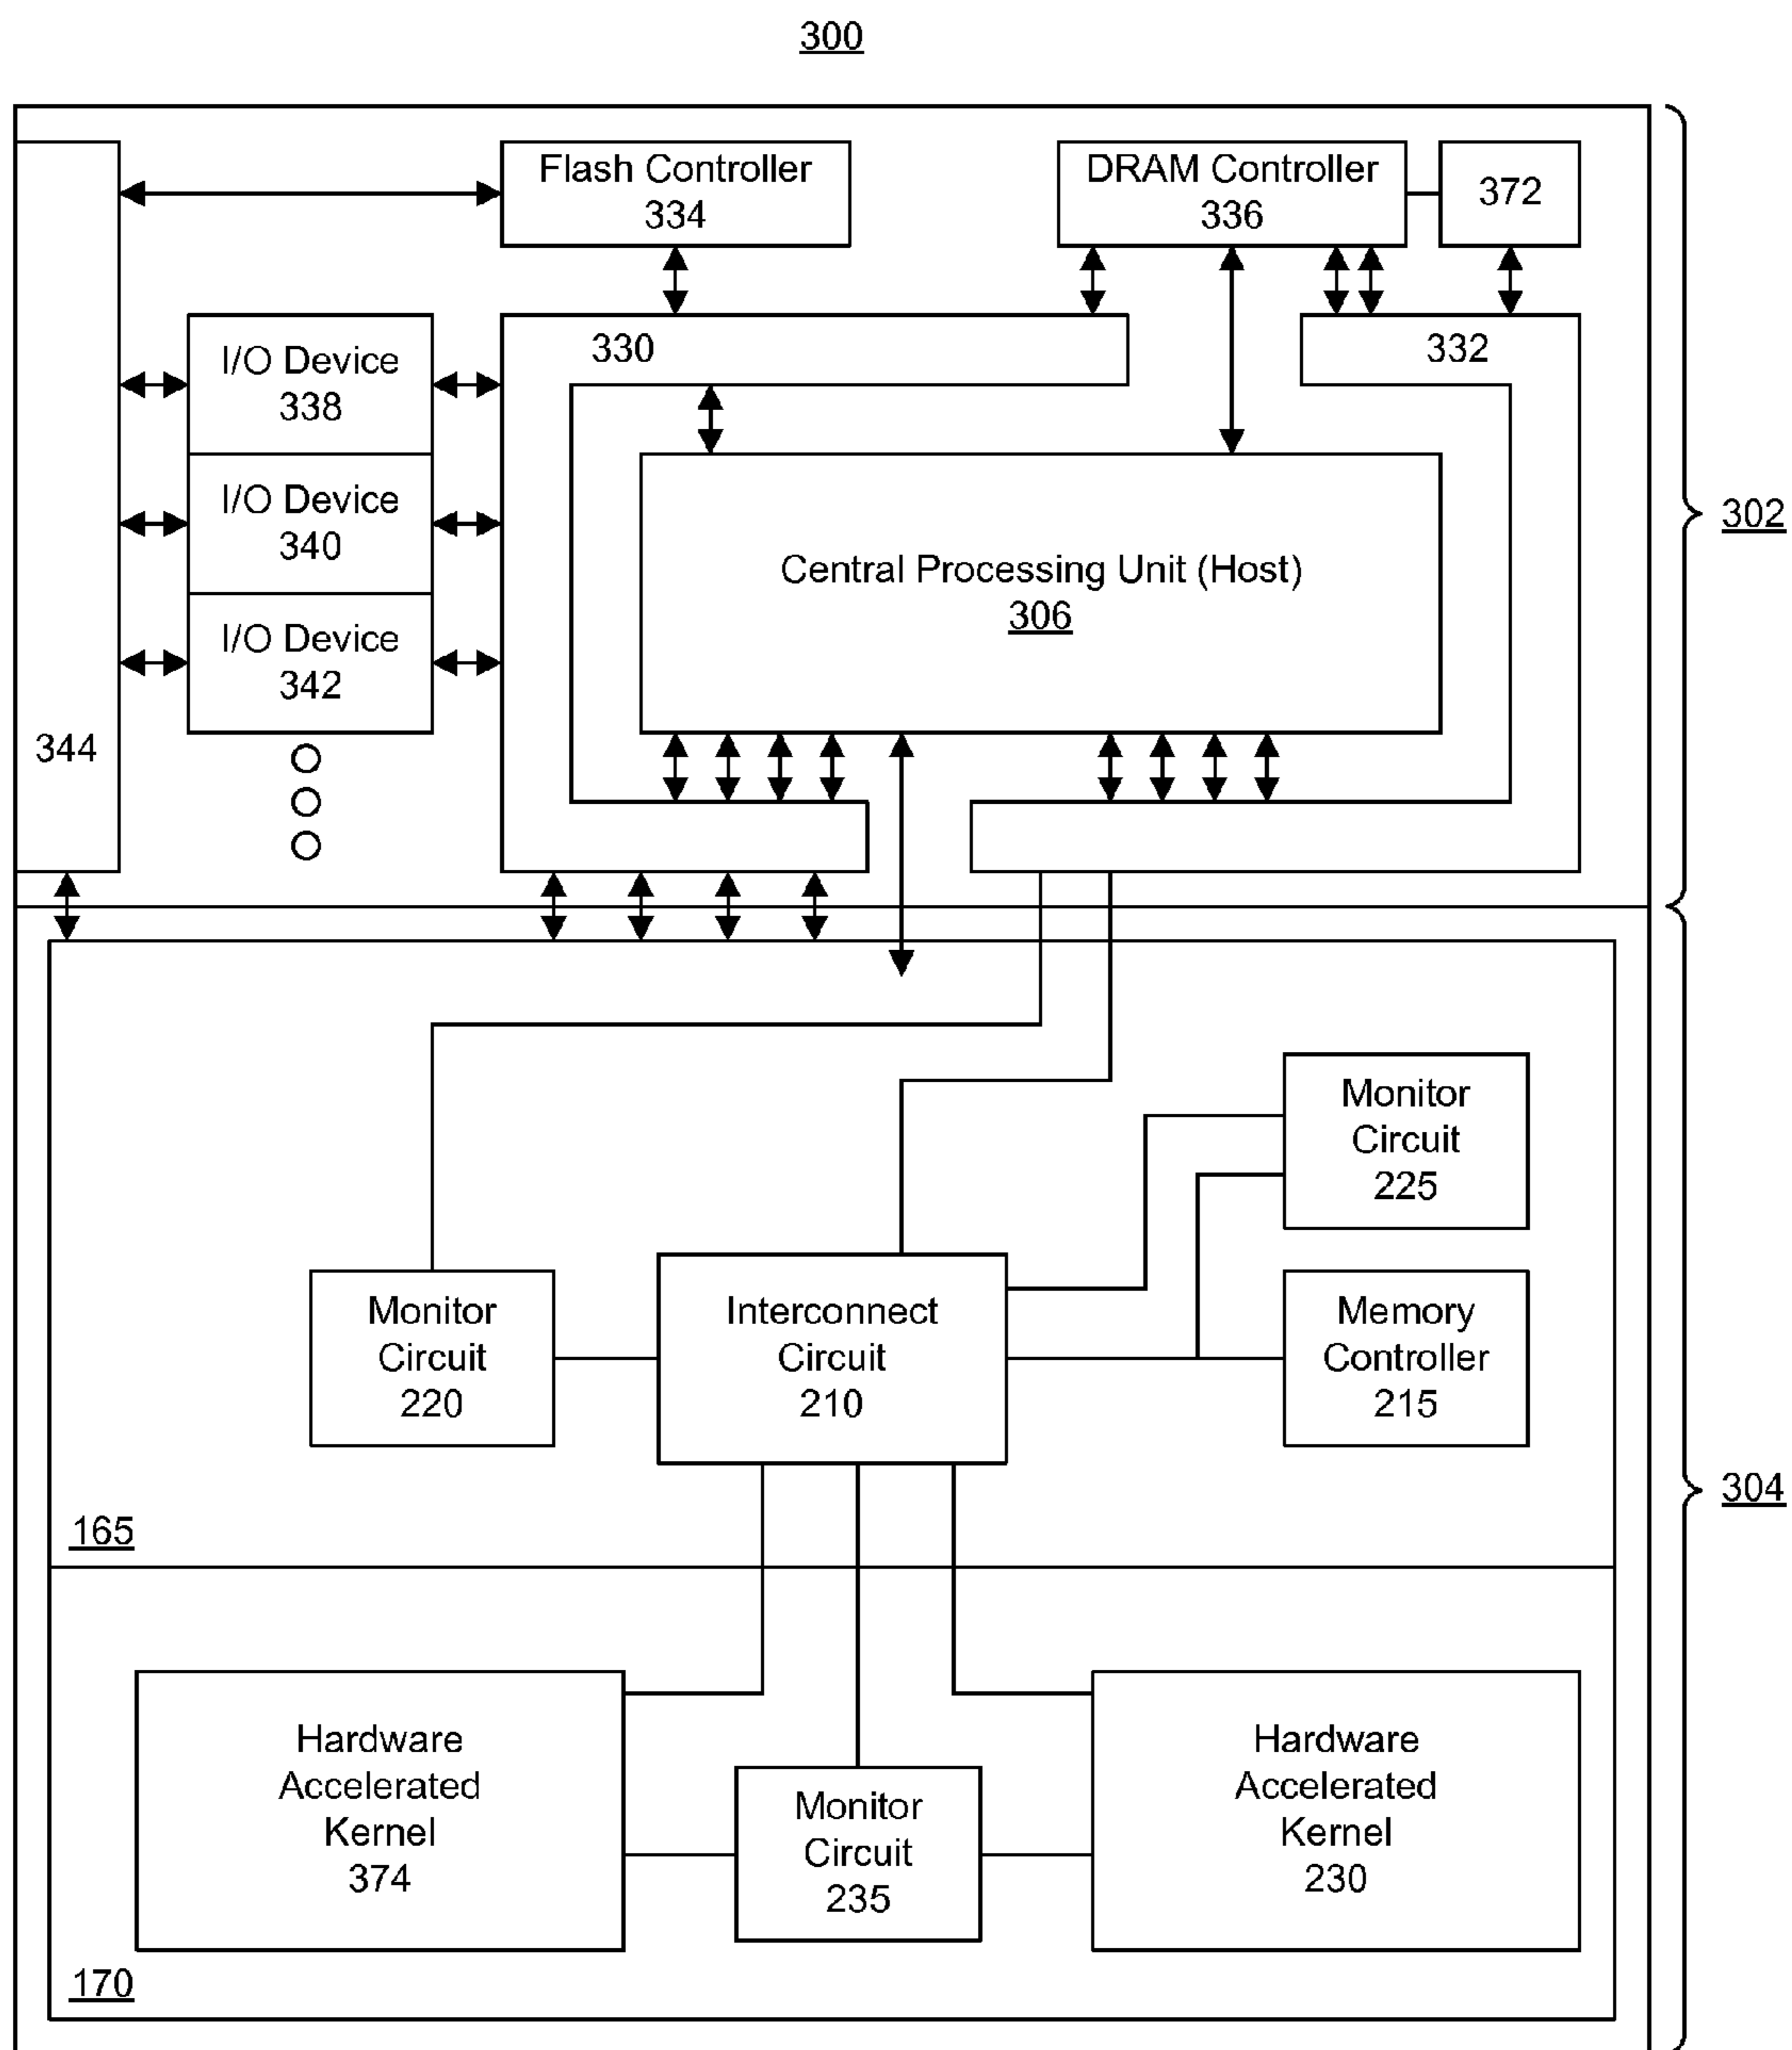 300
Flash Controller
334
DRAM Controller
336
372
330
332
I/O Device
338
I/O Device
340
I/O Device
342
344
Central Processing Unit (Host)
306
302
Monitor
Circuit
225
Monitor
Circuit
220
Interconnect
Circuit
210
Memory
Controller
215
304
165
Hardware
Accelerated
Kernel
374
Monitor
Circuit
235
Hardware
Accelerated
Kernel
230
170